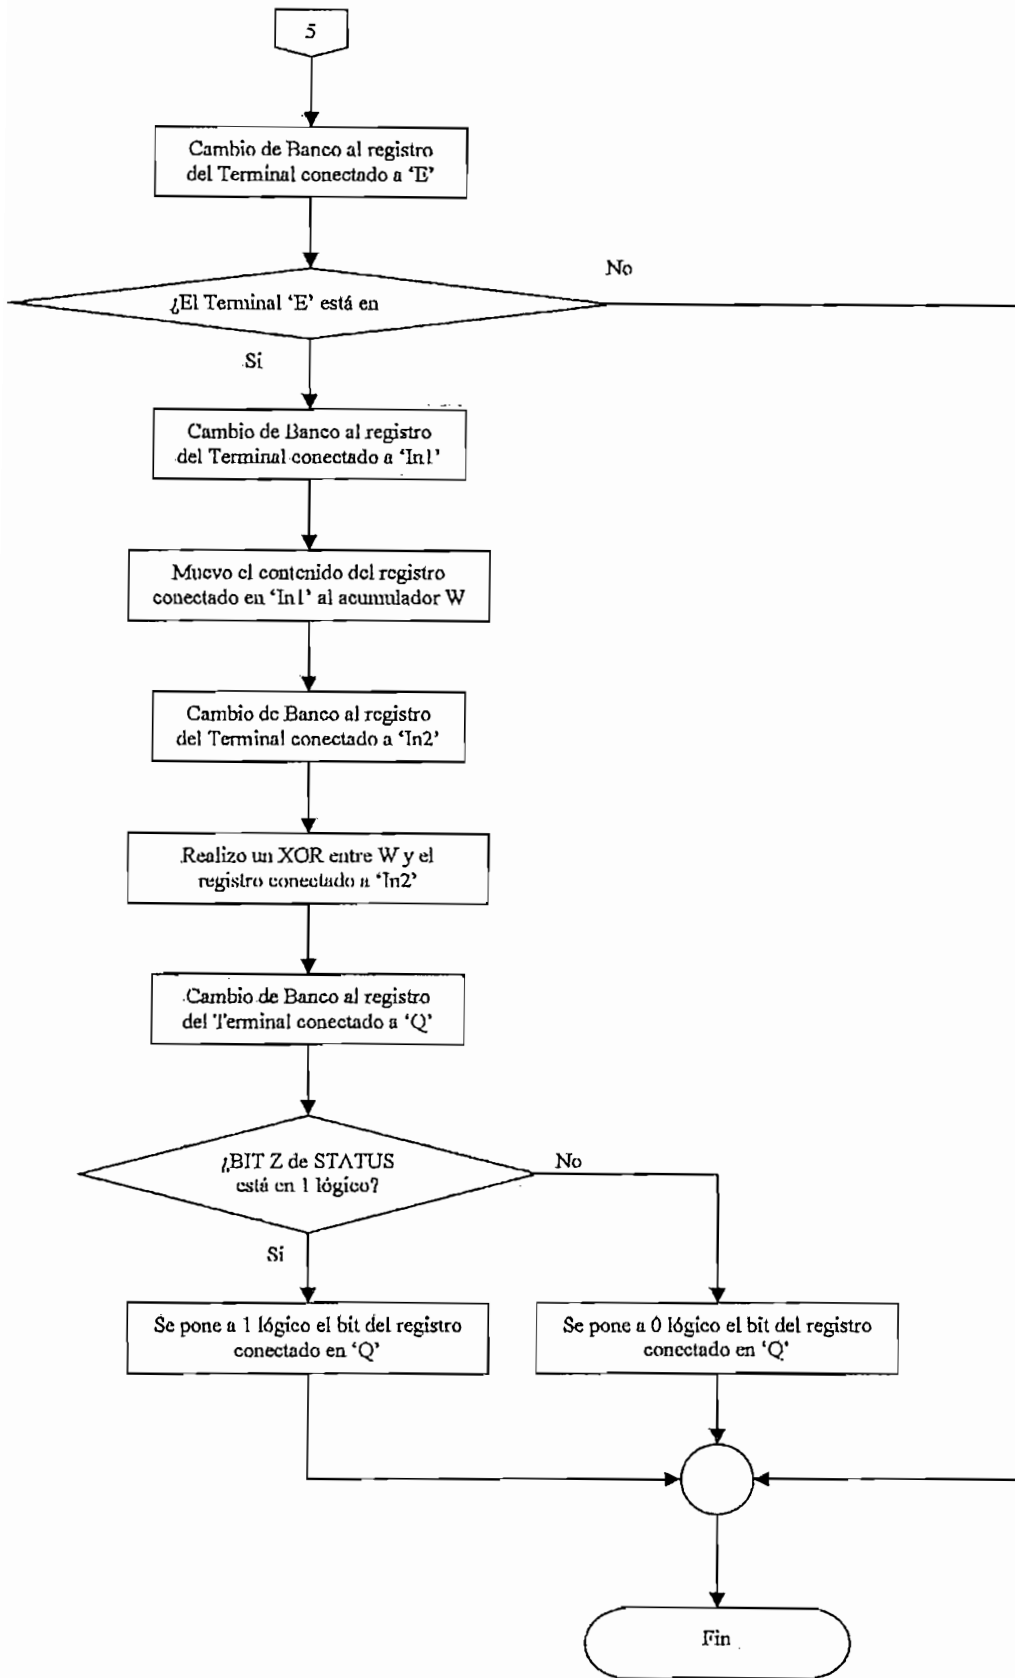 5
Cambio de Banco al registro
del Terminal conectado a ‘E’
¿El Terminal ‘E’ está en
No
Sí
Cambio de Banco al registro
del Terminal conectado a ‘In1’
Muevo el contenido del registro
conectado en ‘In1’ al acumulador W
Cambio de Banco al registro
del Terminal conectado a ‘In2’
Realizo un XOR entre W y el
registro conectado a ‘In2’
Cambio de Banco al registro
del Terminal conectado a ‘Q’
¿BIT Z de STATUS
está en 1 lógico?
No
Sí
Se pone a 1 lógico el bit del registro
conectado en ‘Q’
Se pone a 0 lógico el bit del registro
conectado en ‘Q’
Fin